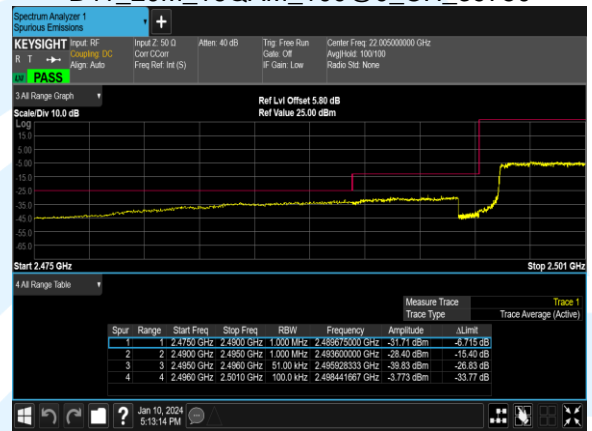 Spectrum Analyzer 1
Spurious Emissions
+
KEYSIGHT Input: RF Input Z: 50 Ω Atten: 40 dB Trig: Free Run Center Freq: 22.005000000 GHz
R T Coupling: DC Corr CCorr Gate: Off Avg|Hold: 100/100
Align: Auto Freq Ref: Int (S) IF Gain: Low Radio Std: None
LV PASS
3 All Range Graph
Ref Lvl Offset 5.80 dB
Scale/Div 10.0 dB Ref Value 25.00 dBm
Log
15.0
5.00
-5.00
-15.0
-25.0
-35.0
-45.0
-55.0
-65.0
Start 2.475 GHz Stop 2.501 GHz
4 All Range Table
Measure Trace Trace 1
Trace Type Trace Average (Active)
Spur Range Start Freq Stop Freq RBW Frequency Amplitude ΔLimit
1 1 2.4750 GHz 2.4900 GHz 1.000 MHz 2.489675000 GHz -31.71 dBm -6.715 dB
2 2 2.4900 GHz 2.4950 GHz 1.000 MHz 2.493600000 GHz -28.40 dBm -15.40 dB
3 3 2.4950 GHz 2.4960 GHz 51.00 kHz 2.495928333 GHz -39.83 dBm -26.83 dB
4 4 2.4960 GHz 2.5010 GHz 100.0 kHz 2.498441667 GHz -3.773 dBm -33.77 dB
? Jan 10, 2024
5:13:14 PM